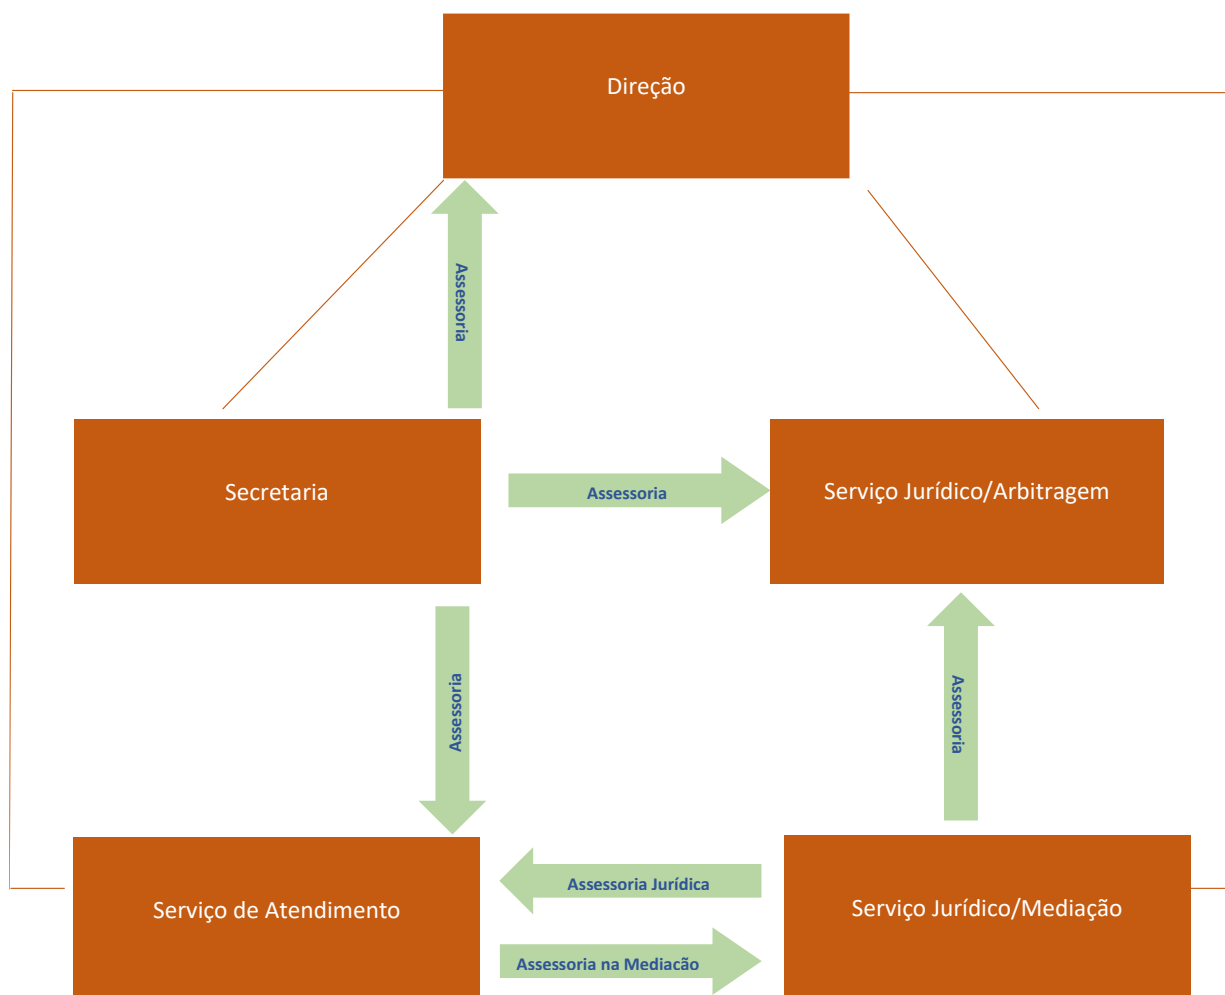 Direção
Assessoria
Secretaria
Assessoria
Serviço Jurídico/Arbitragem
Assessoria
Assessoria
Serviço de Atendimento
Assessoria Jurídica
Serviço Jurídico/Mediação
Assessoria na Mediacão